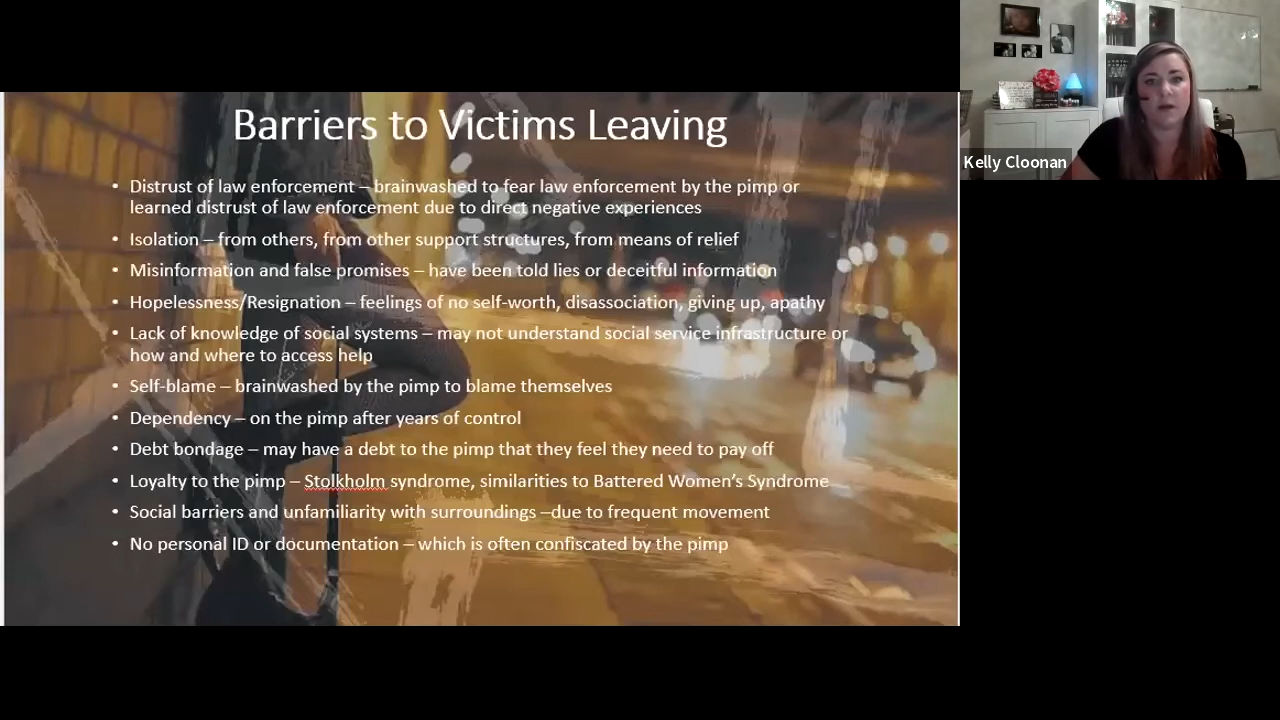 Barriers to Victims Leaving
• Distrust of law enforcement – brainwashed to fear law enforcement by the pimp or
learned distrust of law enforcement due to direct negative experiences
• Isolation – from others, from other support structures, from means of relief
• Misinformation and false promises – have been told lies or deceitful information
• Hopelessness/Resignation – feelings of no self-worth, disassociation, giving up, apathy
• Lack of knowledge of social systems – may not understand social service infrastructure or
how and where to access help
• Self-blame – brainwashed by the pimp to blame themselves
• Dependency – on the pimp after years of control
• Debt bondage – may have a debt to the pimp that they feel they need to pay off
• Loyalty to the pimp – Stolkholm syndrome, similarities to Battered Women’s Syndrome
• Social barriers and unfamiliarity with surroundings –due to frequent movement
• No personal ID or documentation – which is often confiscated by the pimp
Kelly Cloonan